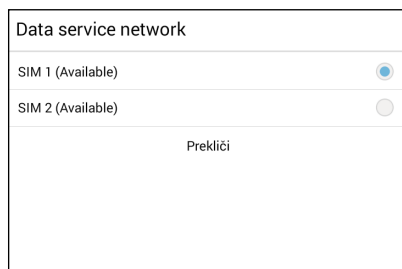 Data service network
SIM 1 (Available)
SIM 2 (Available)
Prekliči